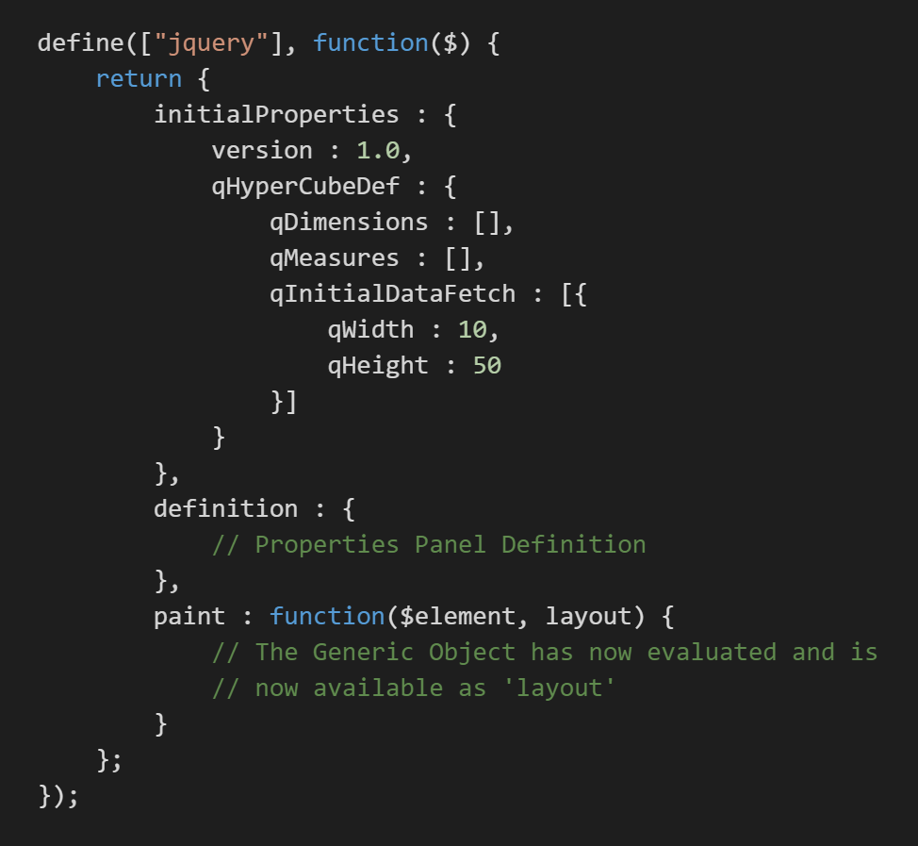 define(["jquery"], function($) {
    return {
        initialProperties : {
            version : 1.0,
            qHyperCubeDef : {
                qDimensions : [],
                qMeasures : [],
                qInitialDataFetch : [{
                    qWidth : 10,
                    qHeight : 50
                }]
            }
        },
        definition : {
            // Properties Panel Definition
        },
        paint : function($element, layout) {
            // The Generic Object has now evaluated and is
            // now available as 'layout'
        }
    };
});